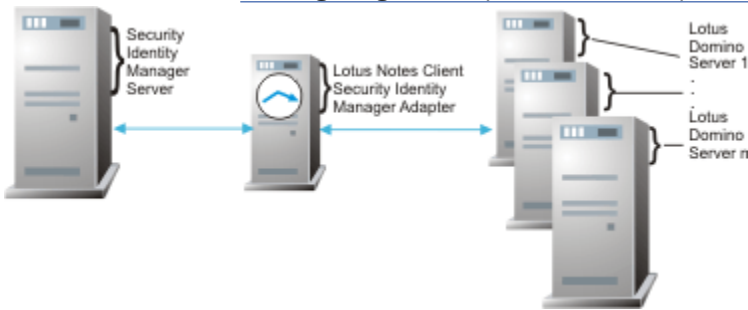 Security
Identity
Manager
Server
Lotus Notes Client
Security Identity
Manager Adapter
Lotus
Domino
Server 1
:
.
Lotus
Domino
Server n